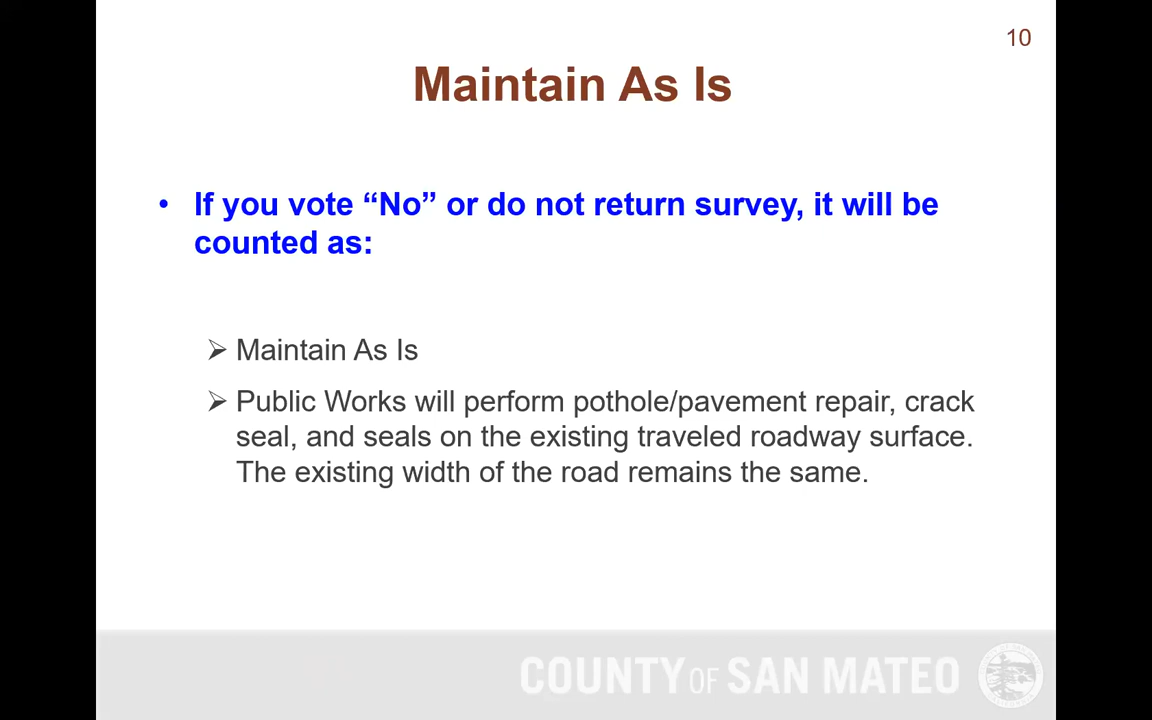 10
Maintain As Is
• If you vote “No” or do not return survey, it will be
counted as:
➢ Maintain As Is
➢ Public Works will perform pothole/pavement repair, crack
seal, and seals on the existing traveled roadway surface.
The existing width of the road remains the same.
COUNTY OF SAN MATEO